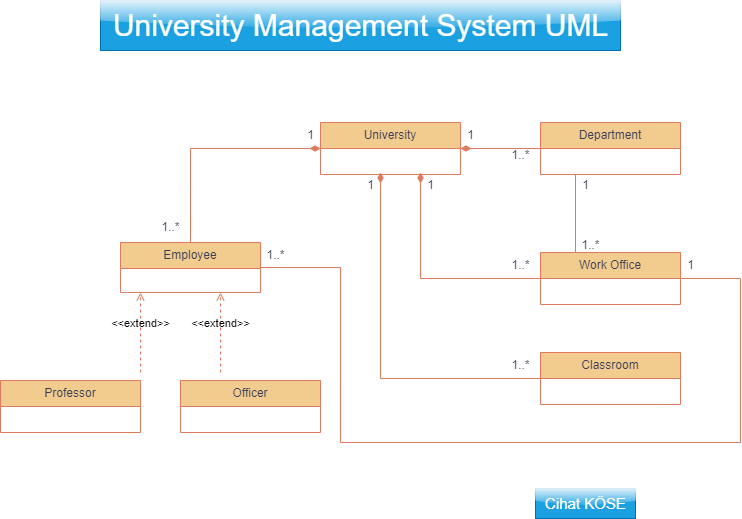 University Management System UML
1
University
1
Department
1..*
1
1
1
1..*
1..*
Employee
1..*
1..*
Work Office
1
<<extend>>
<<extend>>
1..*
Classroom
Professor
Officer
Cihat KÖSE